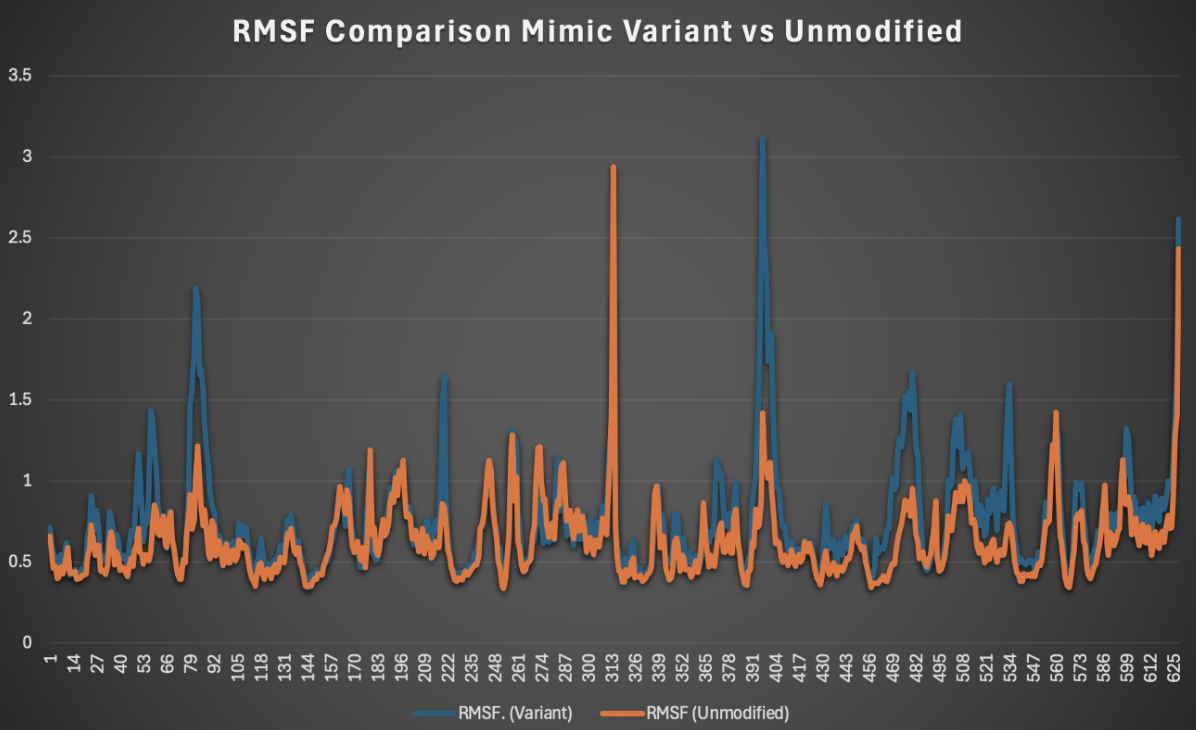 RMSF Comparison Mimic Variant vs Unmodified
3.5
3
2.5
2
1.5
1
0.5
0
1 14 27 40 53 66 79 92 105 118 131 144 157 170 183 196 209 222 235 248 261 274 287 300 313 326 339 352 365 378 391 404 417 430 443 456 469 482 495 508 521 534 547 560 573 586 599 612 625
RMSF. (Variant) RMSF (Unmodified)